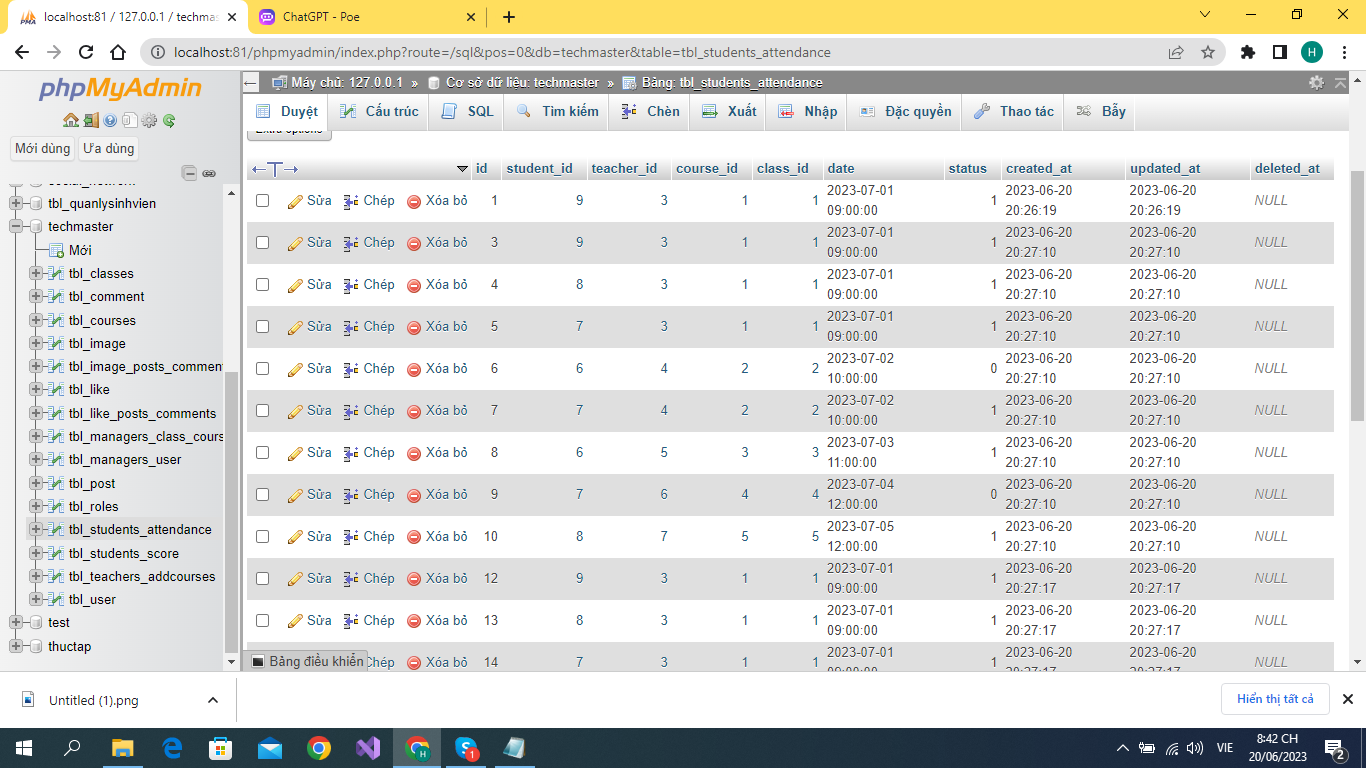 localhost:81 / 127.0.0.1 / techmas
ChatGPT - Poe
localhost:81/phpmyadmin/index.php?route=/sql&pos=0&db=techmaster&table=tbl_students_attendance
H
phpMyAdmin
Mới dùng Ưa dùng
tbl_quanlysinhvien
techmaster
Mới
tbl_classes
tbl_comment
tbl_courses
tbl_image
tbl_image_posts_commen
tbl_like
tbl_like_posts_comments
tbl_managers_class_cours
tbl_managers_user
tbl_post
tbl_roles
tbl_students_attendance
tbl_students_score
tbl_teachers_addcourses
tbl_user
test
thuctap
Máy chủ: 127.0.0.1 » Cơ sở dữ liệu: techmaster » Bảng: tbl_students_attendance
Duyệt Cấu trúc SQL Tìm kiếm Chèn Xuất Nhập Đặc quyền Thao tác Bẫy
Extra options
id student_id teacher_id course_id class_id date status created_at updated_at deleted_at
Sửa Chép Xóa bỏ 1 9 3 1 1 2023-07-01 09:00:00 1 2023-06-20 20:26:19 2023-06-20 20:26:19 NULL
Sửa Chép Xóa bỏ 3 9 3 1 1 2023-07-01 09:00:00 1 2023-06-20 20:27:10 2023-06-20 20:27:10 NULL
Sửa Chép Xóa bỏ 4 8 3 1 1 2023-07-01 09:00:00 1 2023-06-20 20:27:10 2023-06-20 20:27:10 NULL
Sửa Chép Xóa bỏ 5 7 3 1 1 2023-07-01 09:00:00 1 2023-06-20 20:27:10 2023-06-20 20:27:10 NULL
Sửa Chép Xóa bỏ 6 6 4 2 2 2023-07-02 10:00:00 0 2023-06-20 20:27:10 2023-06-20 20:27:10 NULL
Sửa Chép Xóa bỏ 7 7 4 2 2 2023-07-02 10:00:00 1 2023-06-20 20:27:10 2023-06-20 20:27:10 NULL
Sửa Chép Xóa bỏ 8 6 5 3 3 2023-07-03 11:00:00 1 2023-06-20 20:27:10 2023-06-20 20:27:10 NULL
Sửa Chép Xóa bỏ 9 7 6 4 4 2023-07-04 12:00:00 0 2023-06-20 20:27:10 2023-06-20 20:27:10 NULL
Sửa Chép Xóa bỏ 10 8 7 5 5 2023-07-05 12:00:00 1 2023-06-20 20:27:10 2023-06-20 20:27:10 NULL
Sửa Chép Xóa bỏ 12 9 3 1 1 2023-07-01 09:00:00 1 2023-06-20 20:27:17 2023-06-20 20:27:17 NULL
Sửa Chép Xóa bỏ 13 8 3 1 1 2023-07-01 09:00:00 1 2023-06-20 20:27:17 2023-06-20 20:27:17 NULL
Chép Xóa bỏ 14 7 3 1 1 2023-07-01 09:00:00 1 2023-06-20 20:27:17 2023-06-20 20:27:17 NULL
Bảng điều khiển
Untitled (1).png
Hiển thị tất cả
VIE
8:42 CH
20/06/2023
2